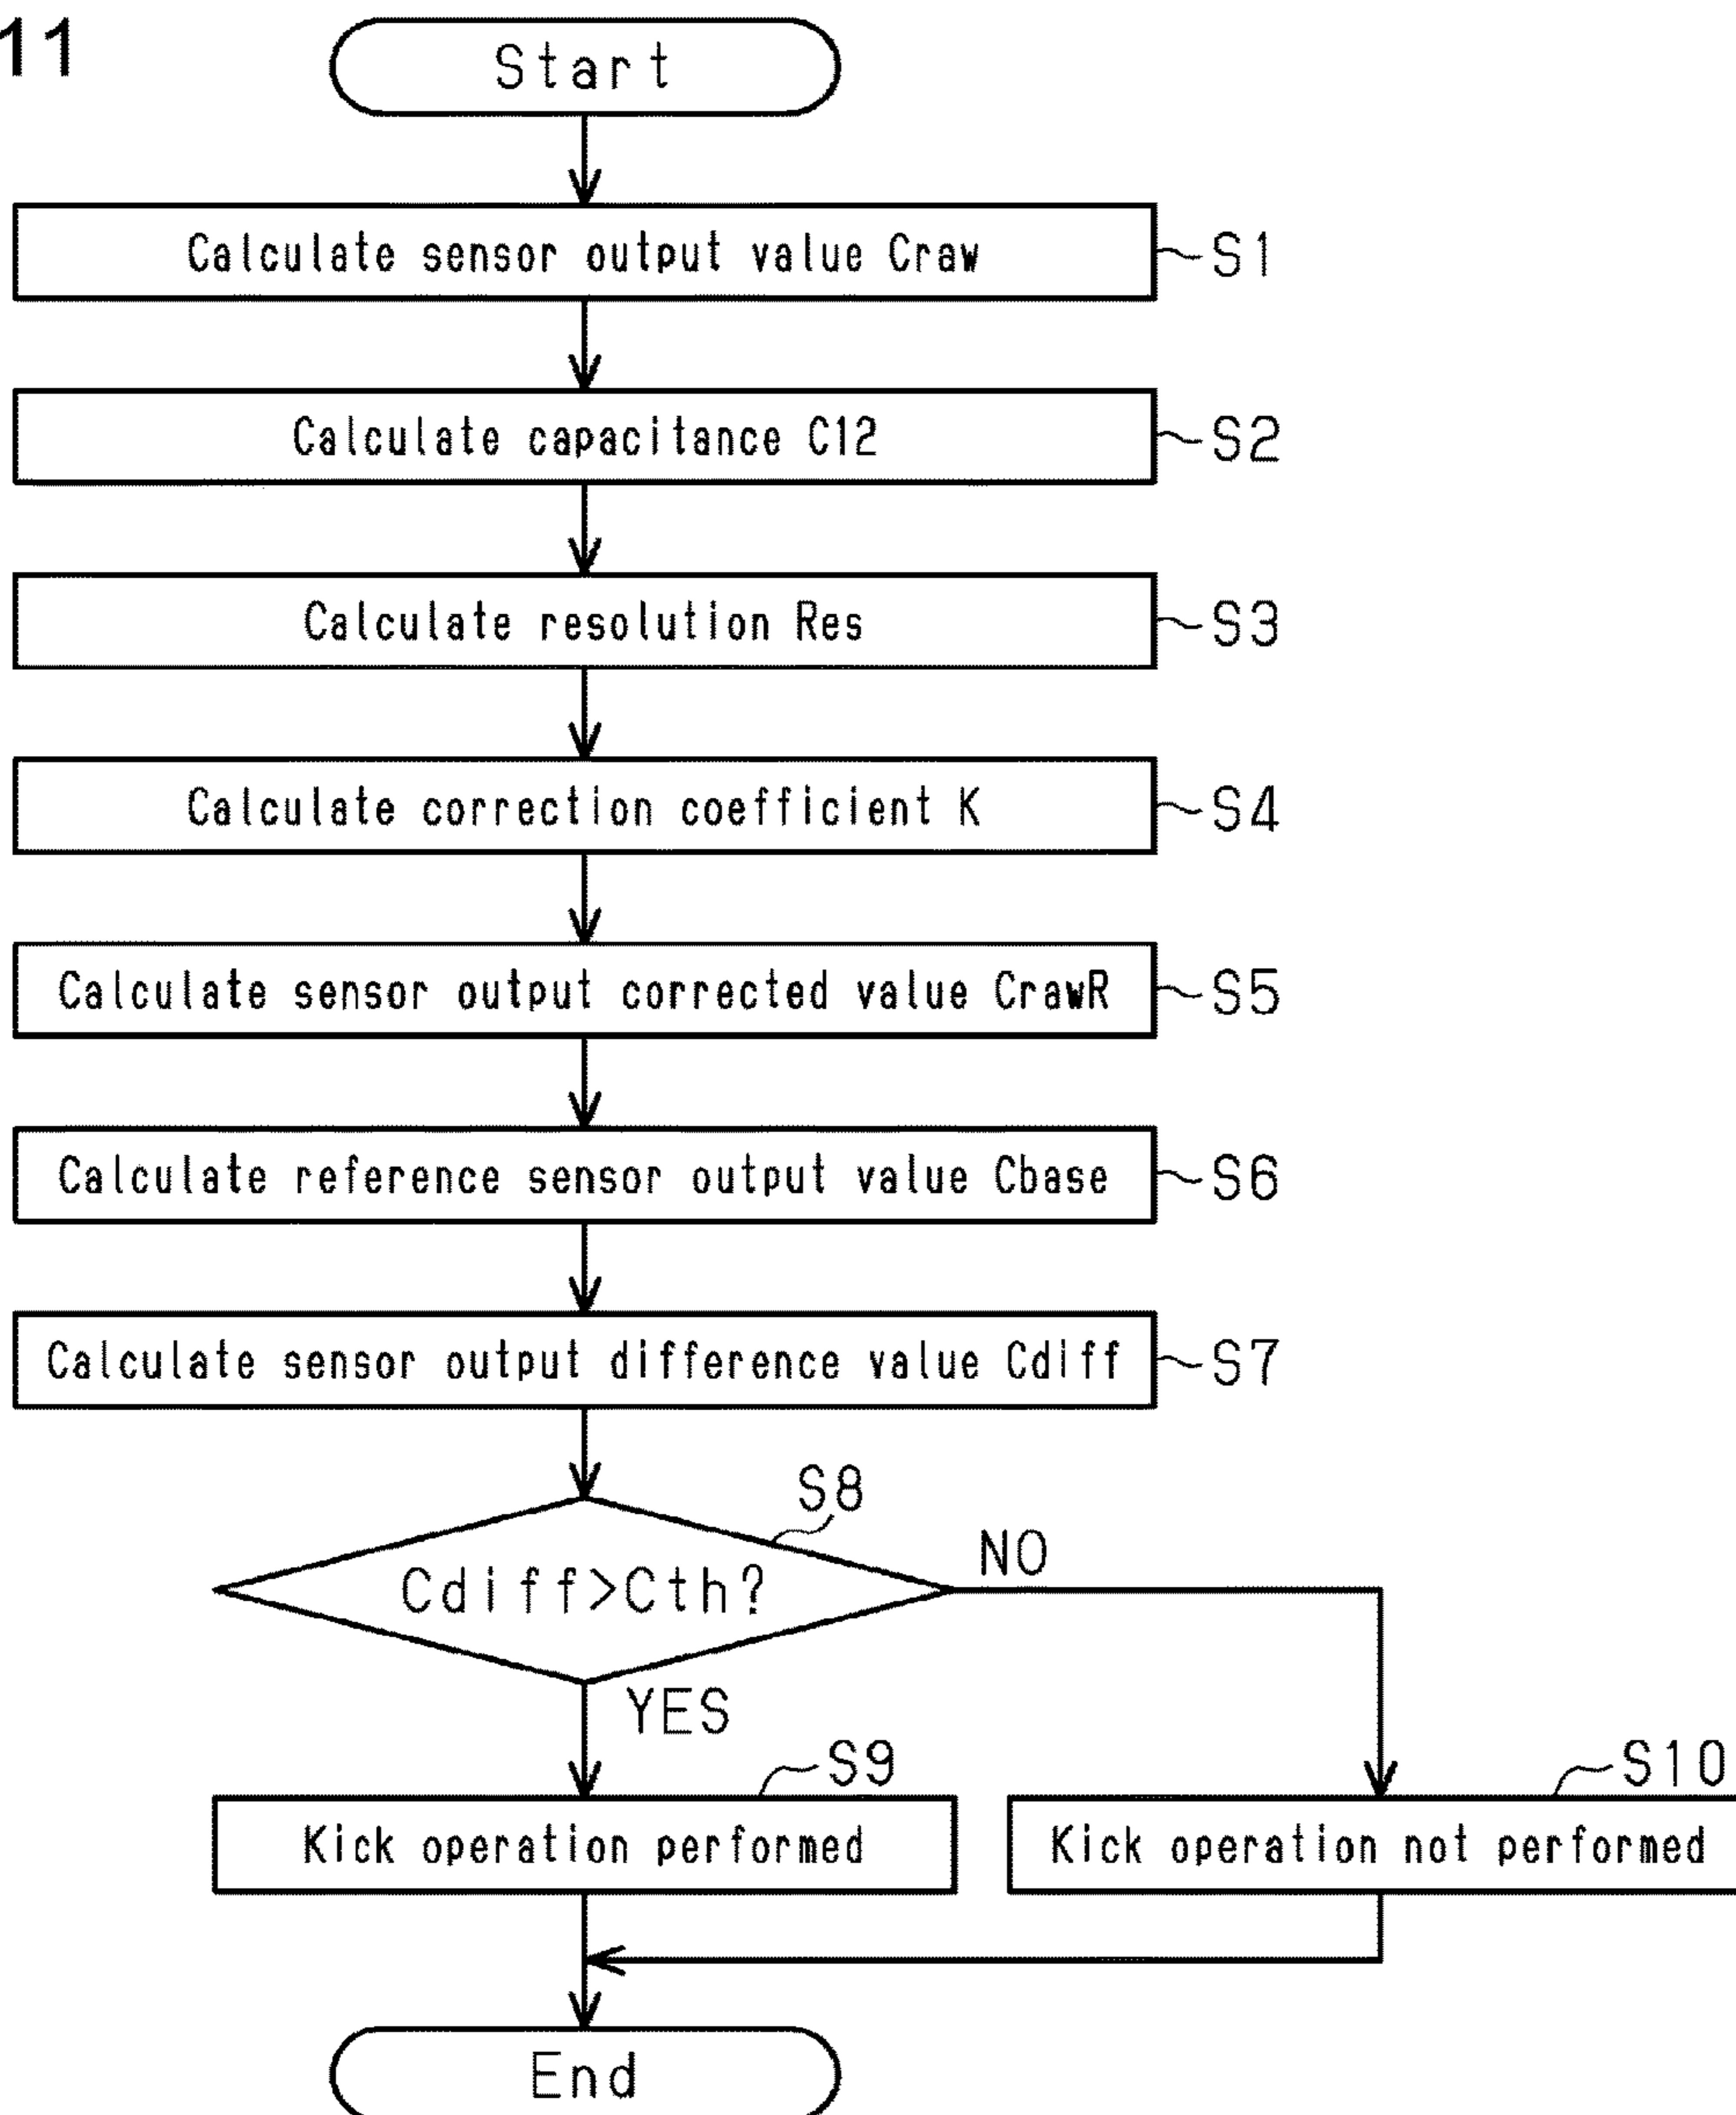 11
Start
Calculate sensor output value Craw
S1
Calculate capacitance C12
S2
Calculate resolution Res
S3
Calculate correction coefficient K
S4
Calculate sensor output corrected value CrawR
S5
Calculate reference sensor output value Cbase
S6
Calculate sensor output difference value Cdiff
S7
S8
Cdiff>Cth?
NO
YES
S9
S10
Kick operation performed
Kick operation not performed
End